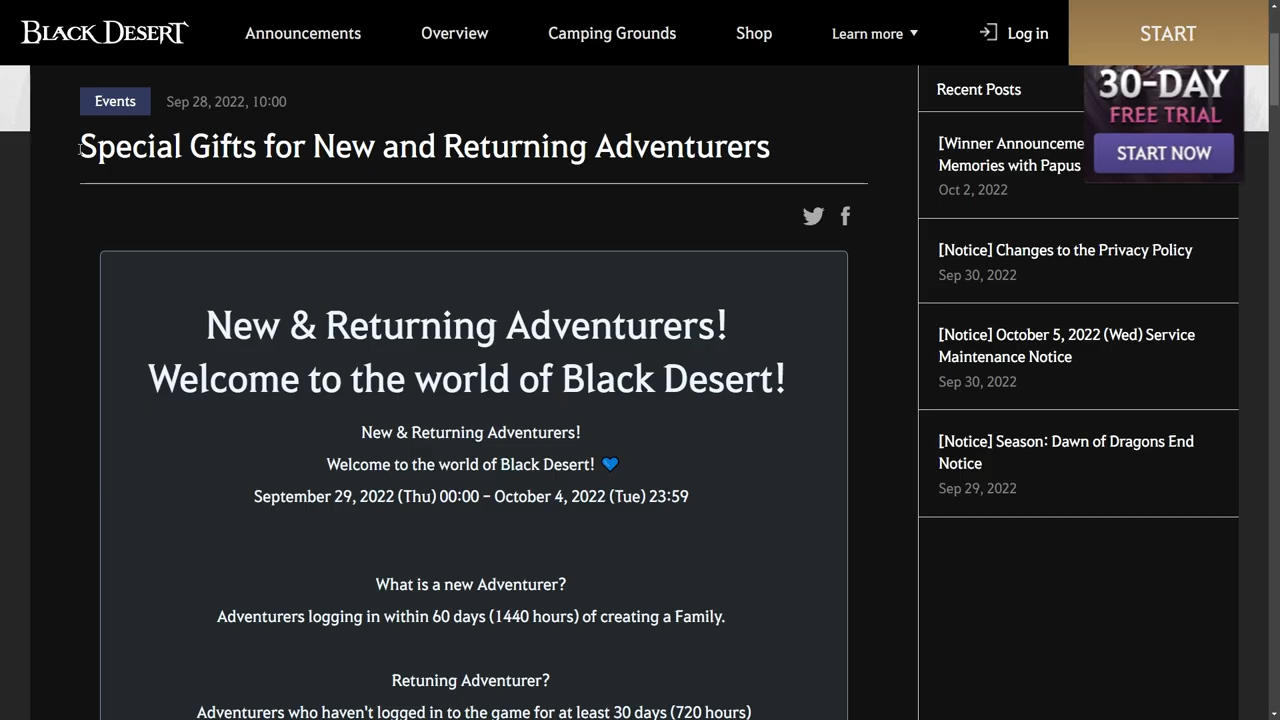 BLACK DESERT
Announcements
Overview
Camping Grounds
Shop
Learn more
Log in
START
Events
Sep 28, 2022, 10:00
Special Gifts for New and Returning Adventurers
New & Returning Adventurers!
Welcome to the world of Black Desert!
New & Returning Adventurers!
Welcome to the world of Black Desert! 💙
September 29, 2022 (Thu) 00:00 – October 4, 2022 (Tue) 23:59
What is a new Adventurer?
Adventurers logging in within 60 days (1440 hours) of creating a Family.
Retuning Adventurer?
Adventurers who haven't logged in to the game for at least 30 days (720 hours)
Recent Posts
[Winner Announceme
Memories with Papus
Oct 2, 2022
[Notice] Changes to the Privacy Policy
Sep 30, 2022
[Notice] October 5, 2022 (Wed) Service
Maintenance Notice
Sep 30, 2022
[Notice] Season: Dawn of Dragons End
Notice
Sep 29, 2022
30-DAY
FREE TRIAL
START NOW